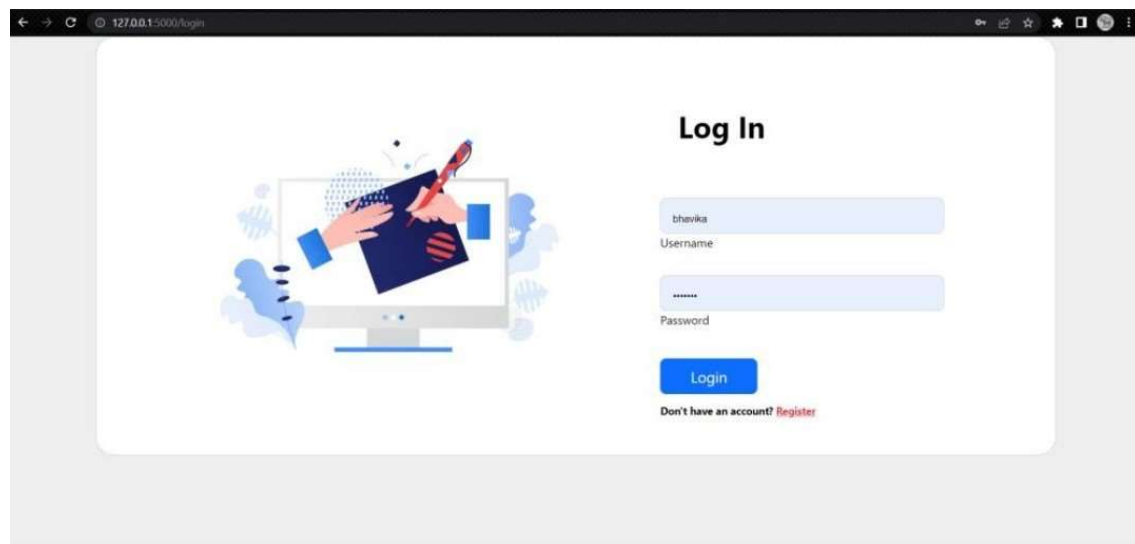 127.0.0.1:5000/login
Log In
bhavika
Username
•••••••
Password
Login
Don't have an account? Register